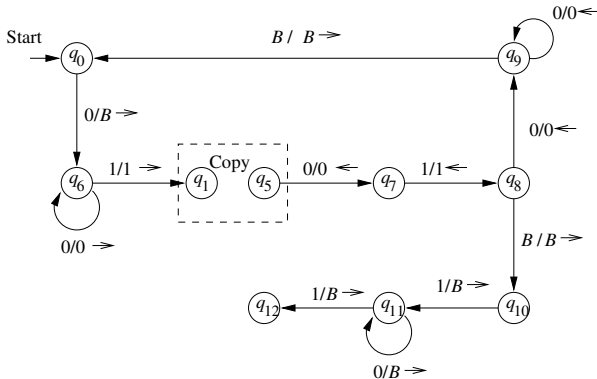 0/0 ←
B / B →
Start
q0
q9
0/B →
0/0 ←
Copy
1/1 →
0/0 ←
1/1 ←
q6
q1
q5
q7
q8
0/0 →
B / B →
1/B →
1/B →
q12
q11
q10
0/B →